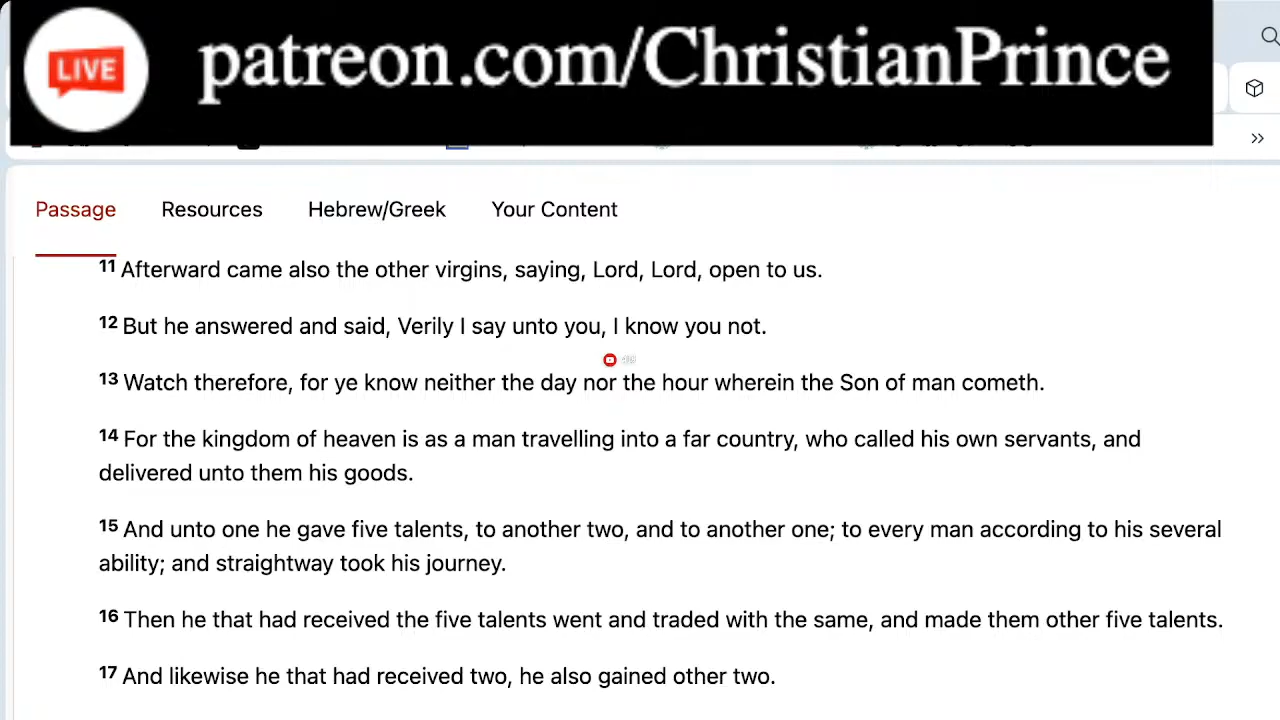 LIVE patreon.com/ChristianPrince
Passage Resources Hebrew/Greek Your Content
11 Afterward came also the other virgins, saying, Lord, Lord, open to us.
12 But he answered and said, Verily I say unto you, I know you not.
13 Watch therefore, for ye know neither the day nor the hour wherein the Son of man cometh.
14 For the kingdom of heaven is as a man travelling into a far country, who called his own servants, and
delivered unto them his goods.
15 And unto one he gave five talents, to another two, and to another one; to every man according to his several
ability; and straightway took his journey.
16 Then he that had received the five talents went and traded with the same, and made them other five talents.
17 And likewise he that had received two, he also gained other two.